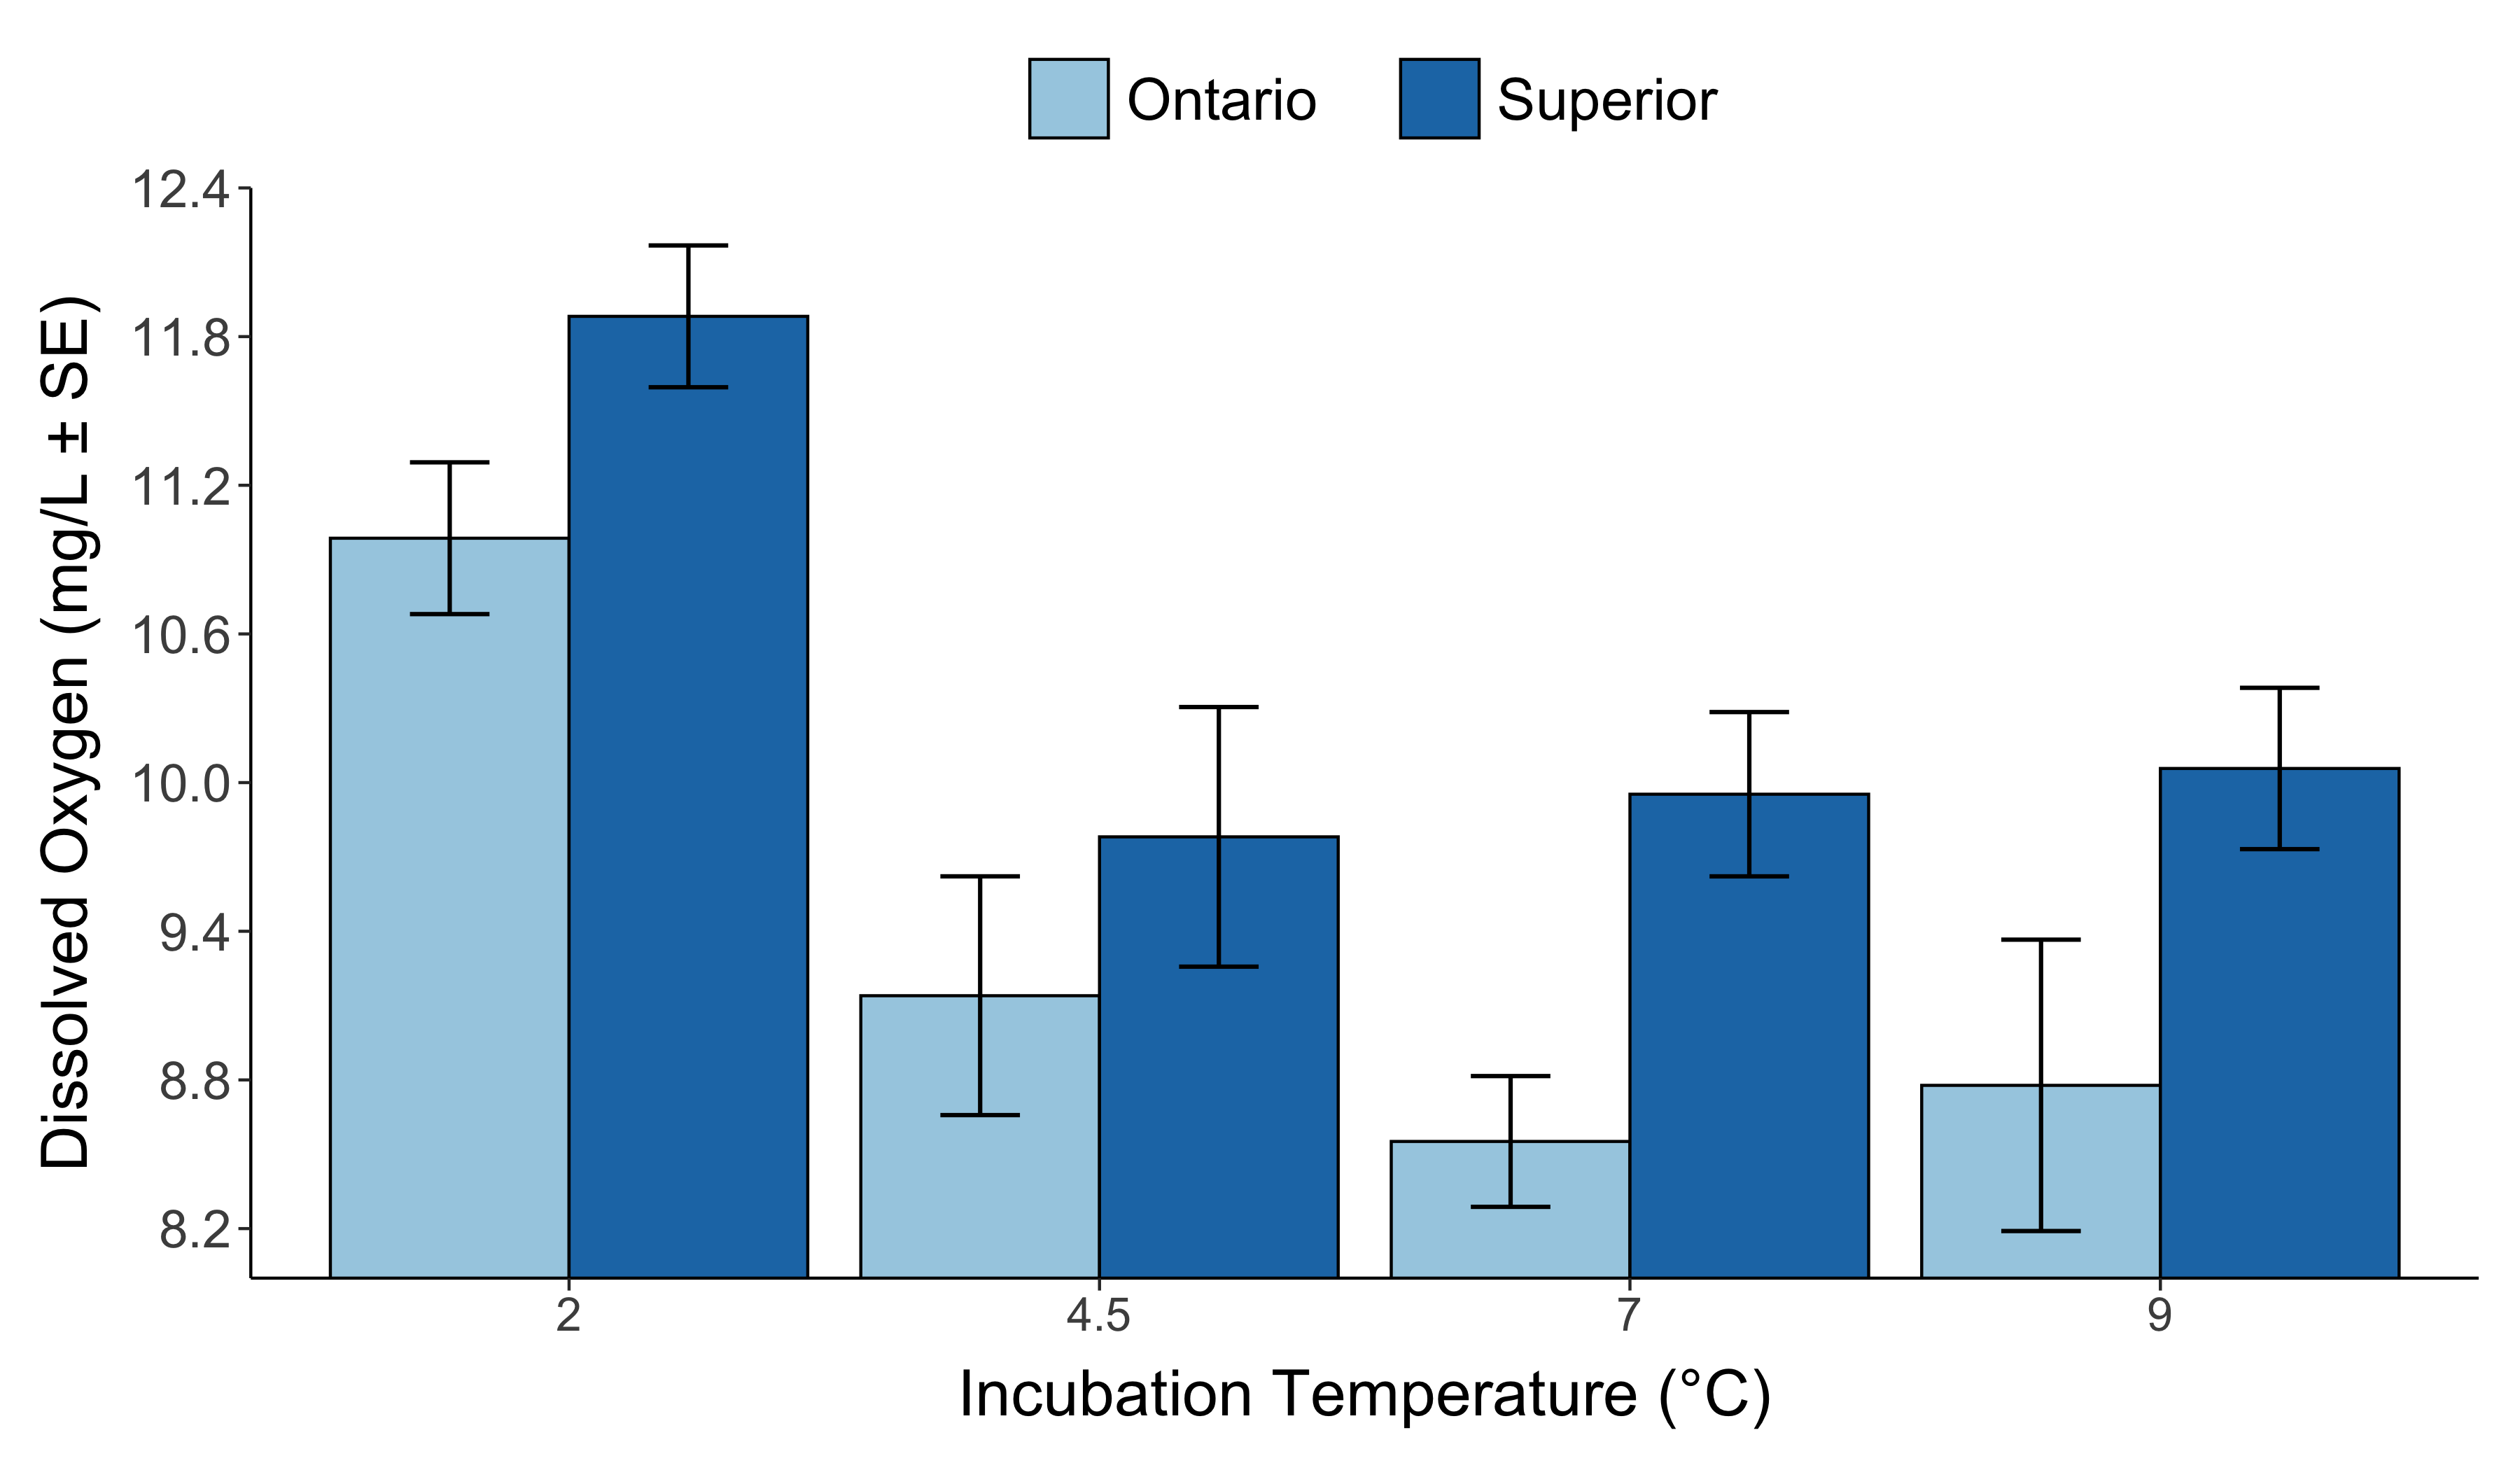 Ontario Superior
Dissolved Oxygen (mg/L ± SE)
12.4
11.8
11.2
10.6
10.0
9.4
8.8
8.2
2 4.5 7 9
Incubation Temperature (°C)